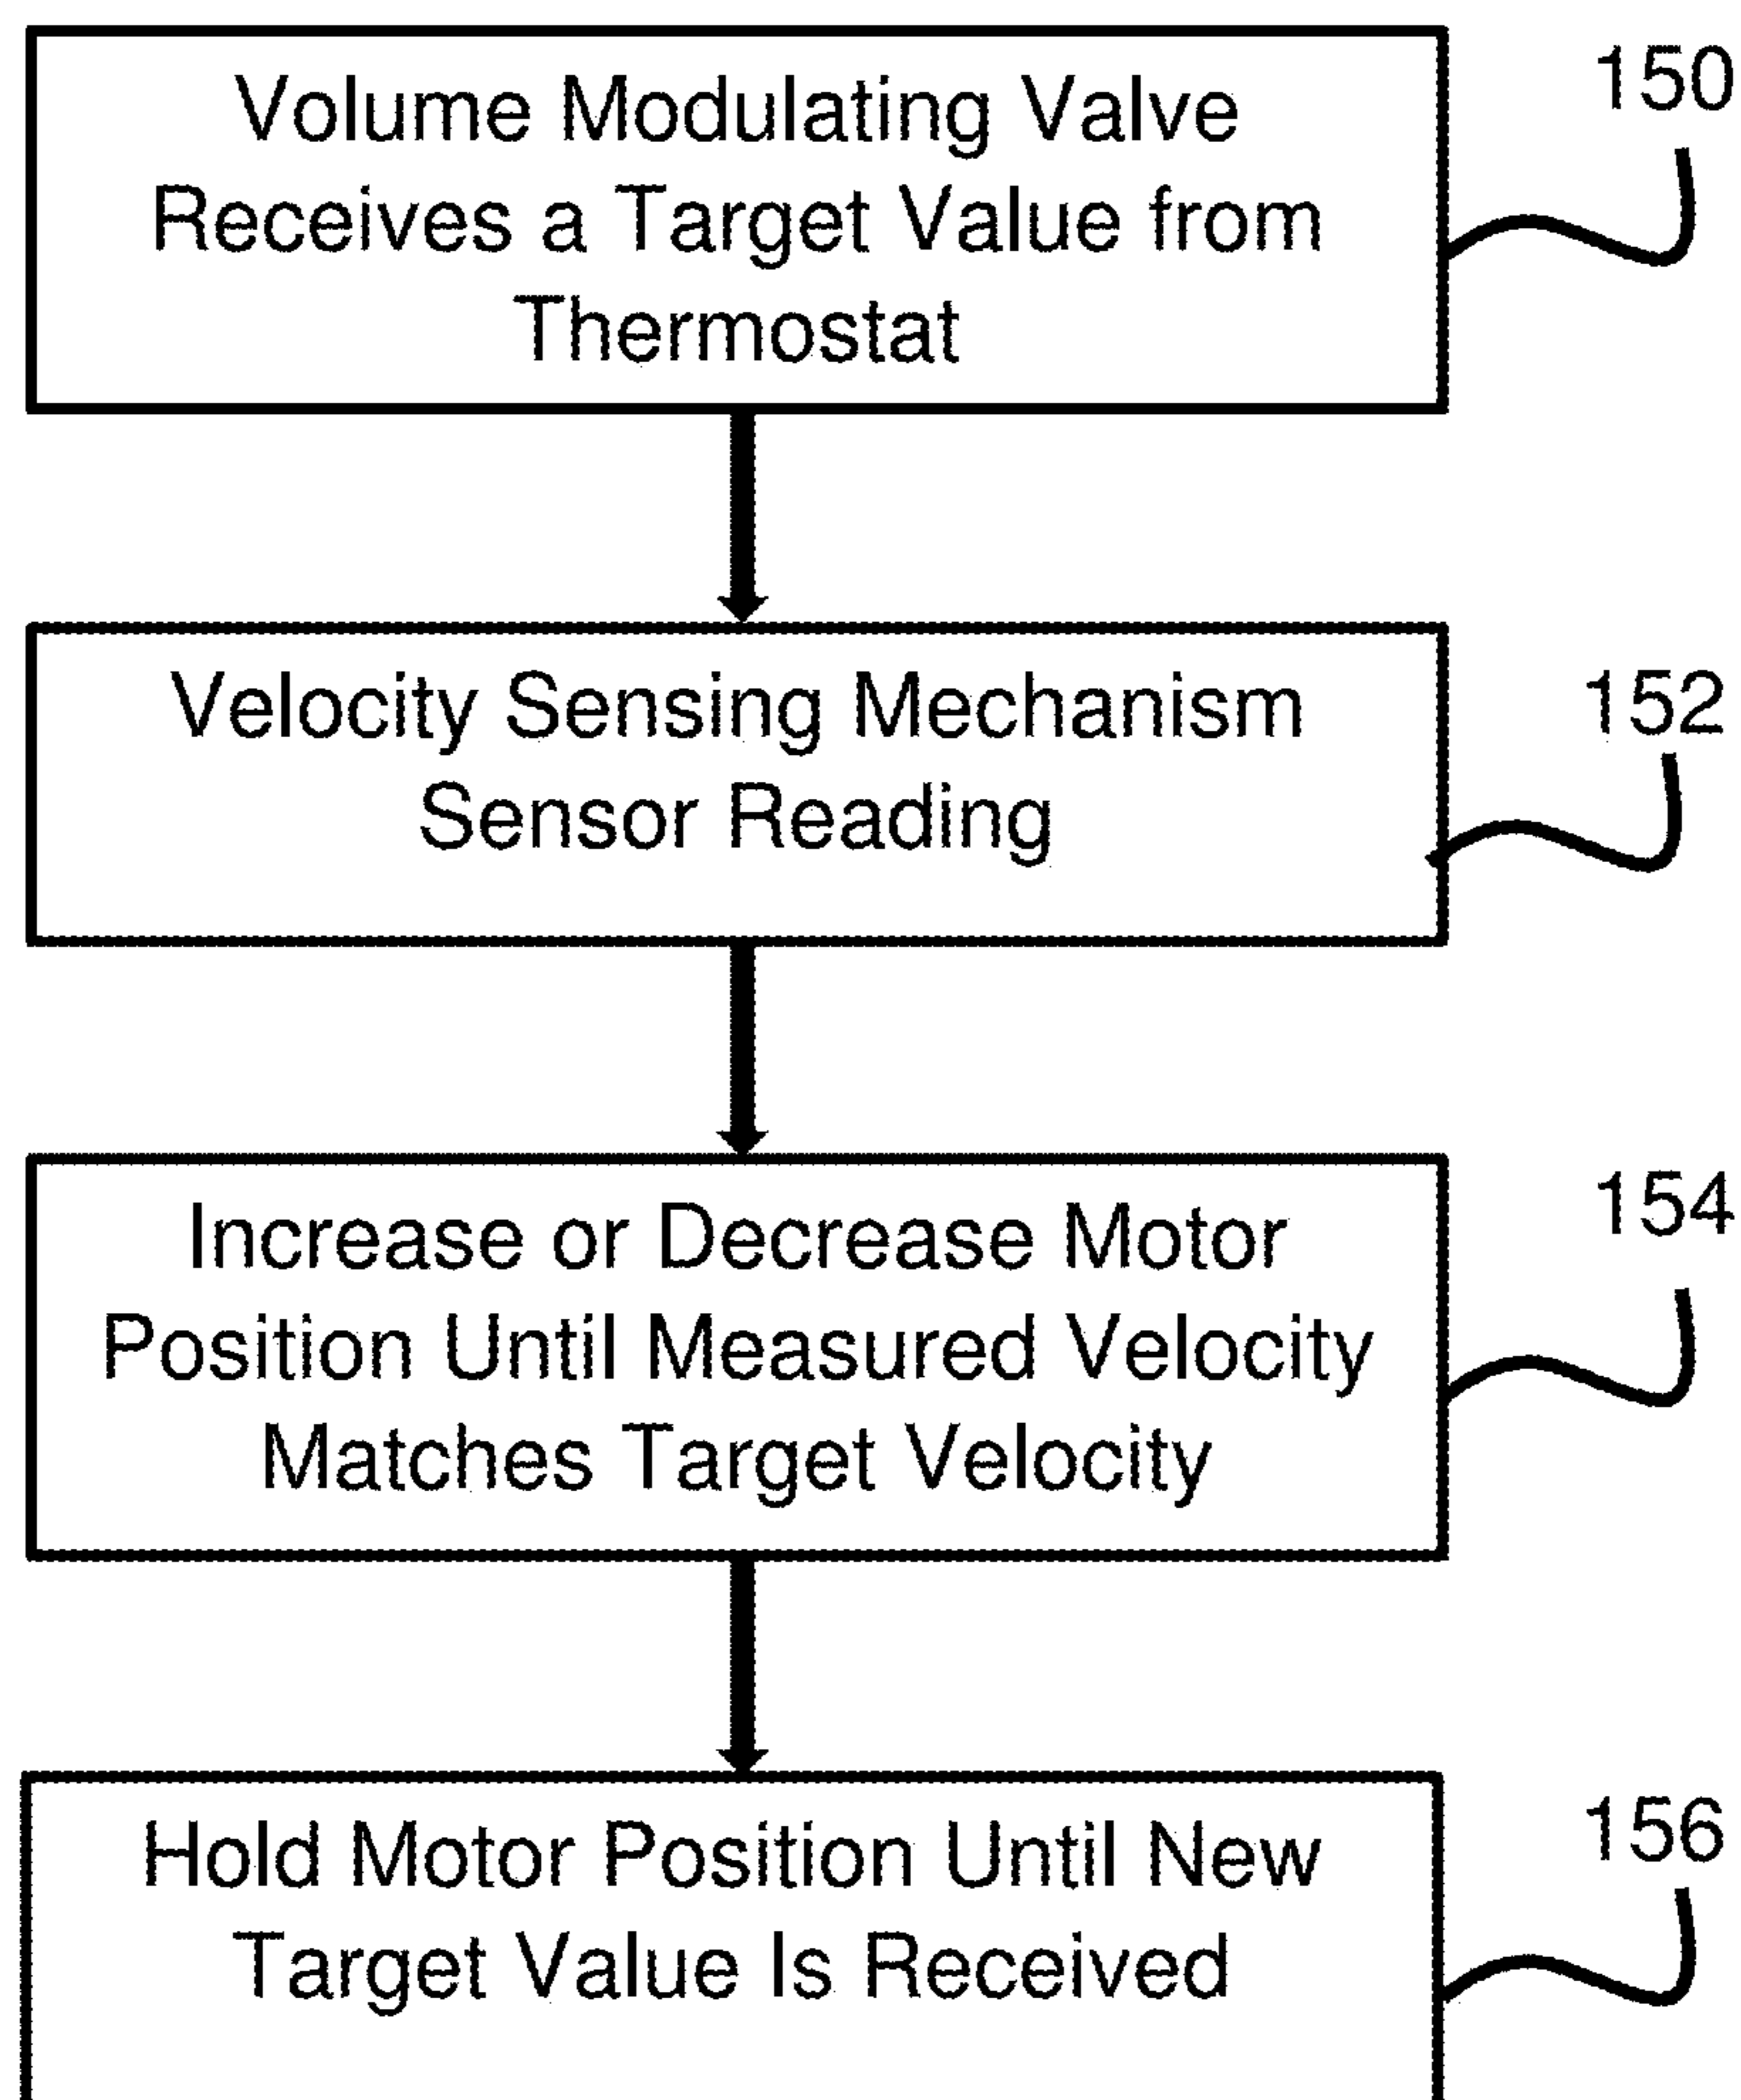 Volume Modulating Valve
Receives a Target Value from
Thermostat
150
Velocity Sensing Mechanism
Sensor Reading
152
Increase or Decrease Motor
Position Until Measured Velocity
Matches Target Velocity
154
Hold Motor Position Until New
Target Value Is Received
156